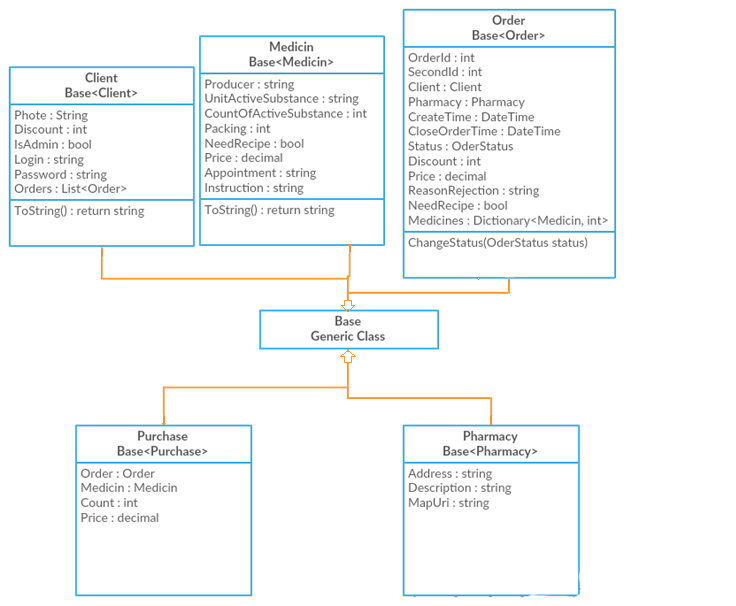 Client
Base<Client>
Phote : String
Discount : int
IsAdmin : bool
Login : string
Password : string
Orders : List<Order>
ToString() : return string
Medicin
Base<Medicin>
Producer : string
UnitActiveSubstance : string
CountOfActiveSubstance : int
Packing : int
NeedRecipe : bool
Price : decimal
Appointment : string
Instruction : string
ToString() : return string
Order
Base<Order>
OrderId : int
SecondId : int
Client : Client
Pharmacy : Pharmacy
CreateTime : DateTime
CloseOrderTime : DateTime
Status : OderStatus
Discount : int
Price : decimal
ReasonRejection : string
NeedRecipe : bool
Medicines : Dictionary<Medicin, int>
ChangeStatus(OderStatus status)
Base
Generic Class
Purchase
Base<Purchase>
Order : Order
Medicin : Medicin
Count : int
Price : decimal
Pharmacy
Base<Pharmacy>
Address : string
Description : string
MapUri : string